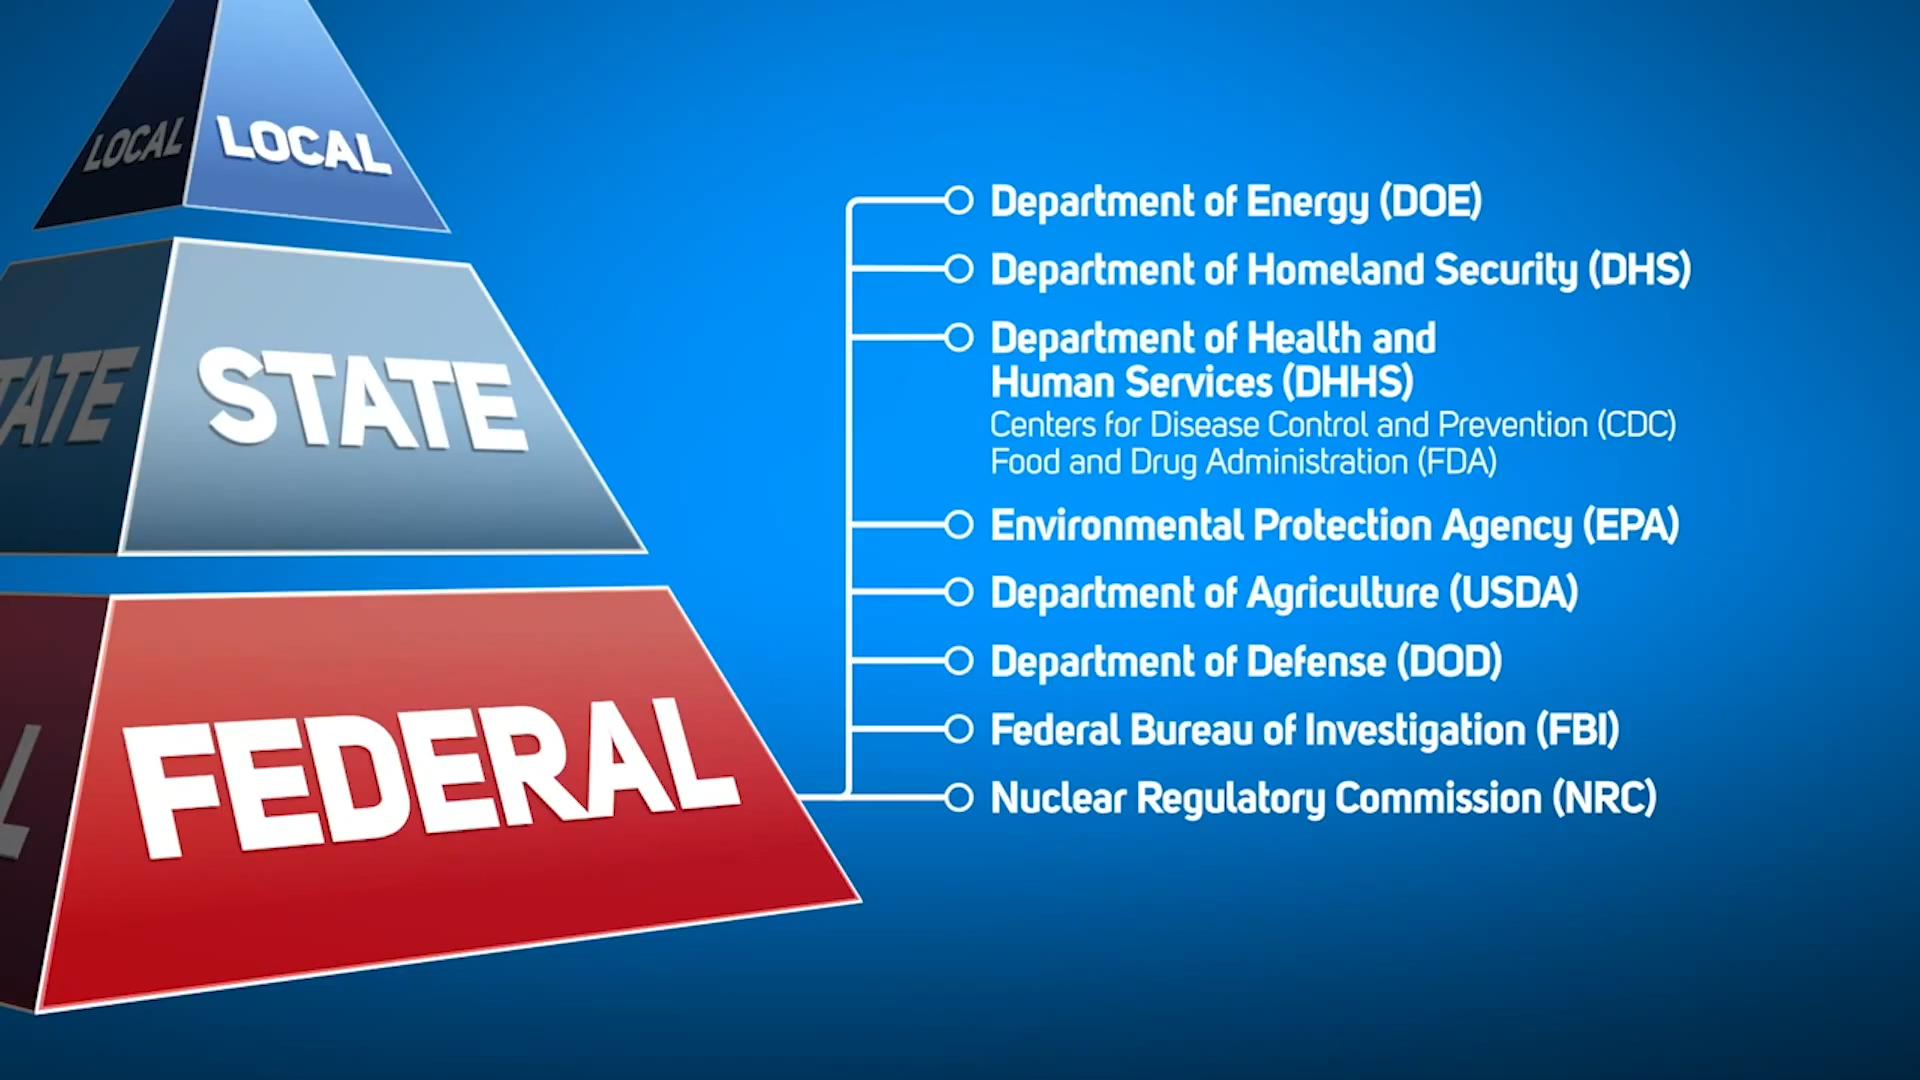 LOCAL
LOCAL
STATE
TATE
FEDERAL
L
Department of Energy (DOE)
Department of Homeland Security (DHS)
Department of Health and
Human Services (DHHS)
Centers for Disease Control and Prevention (CDC)
Food and Drug Administration (FDA)
Environmental Protection Agency (EPA)
Department of Agriculture (USDA)
Department of Defense (DOD)
Federal Bureau of Investigation (FBI)
Nuclear Regulatory Commission (NRC)